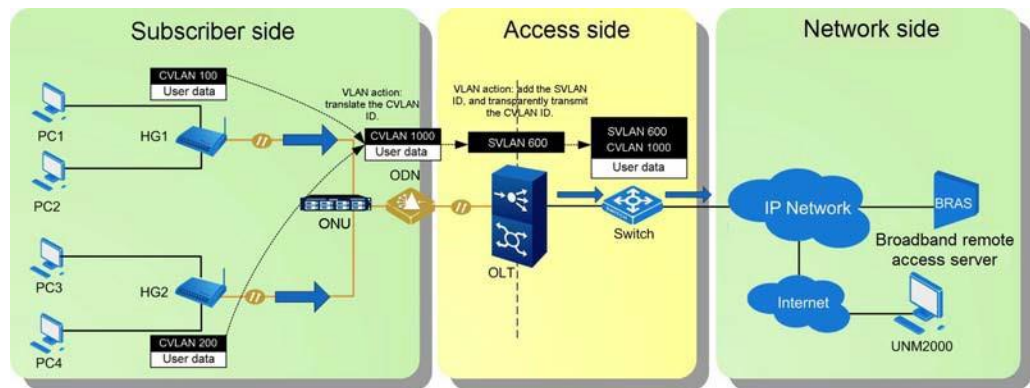 Subscriber side
Access side
Network side
CVLAN 100
User data
VLAN action:
translate the CVLAN
ID.
VLAN action: add the SVLAN
ID, and transparently transmit
the CVLAN ID.
PC1
HG1
CVLAN 1000
User data
SVLAN 600
SVLAN 600
CVLAN 1000
User data
PC2
ODN
ONU
OLT
Switch
IP Network
BRAS
Broadband remote
access server
PC3
HG2
Internet
CVLAN 200
User data
PC4
UNM2000